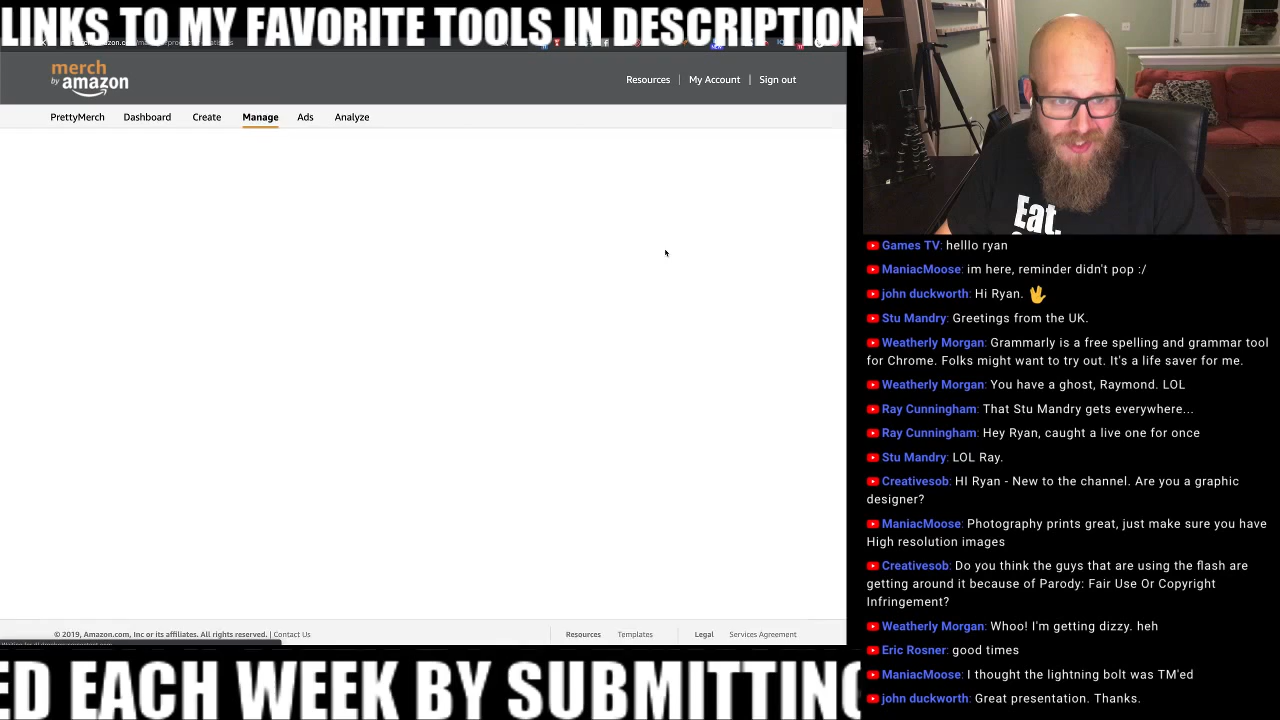 LINKS TO MY FAVORITE TOOLS IN DESCRIPTION
merch
by amazon
Resources | My Account | Sign out
PrettyMerch Dashboard Create Manage Ads Analyze
© 2019, Amazon.com, Inc or its affiliates. All rights reserved. | Contact Us
Resources Templates Legal Services Agreement
ED EACH WEEK BY SUBMITTING
Eat.
Games TV: helllo ryan
ManiacMoose: im here, reminder didn't pop :/
john duckworth: Hi Ryan. 🖖
Stu Mandry: Greetings from the UK.
Weatherly Morgan: Grammarly is a free spelling and grammar tool
for Chrome. Folks might want to try out. It's a life saver for me.
Weatherly Morgan: You have a ghost, Raymond. LOL
Ray Cunningham: That Stu Mandry gets everywhere...
Ray Cunningham: Hey Ryan, caught a live one for once
Stu Mandry: LOL Ray.
Creativesob: HI Ryan - New to the channel. Are you a graphic
designer?
ManiacMoose: Photography prints great, just make sure you have
High resolution images
Creativesob: Do you think the guys that are using the flash are
getting around it because of Parody: Fair Use Or Copyright
Infringement?
Weatherly Morgan: Whoo! I'm getting dizzy. heh
Eric Rosner: good times
ManiacMoose: I thought the lightning bolt was TM'ed
john duckworth: Great presentation. Thanks.